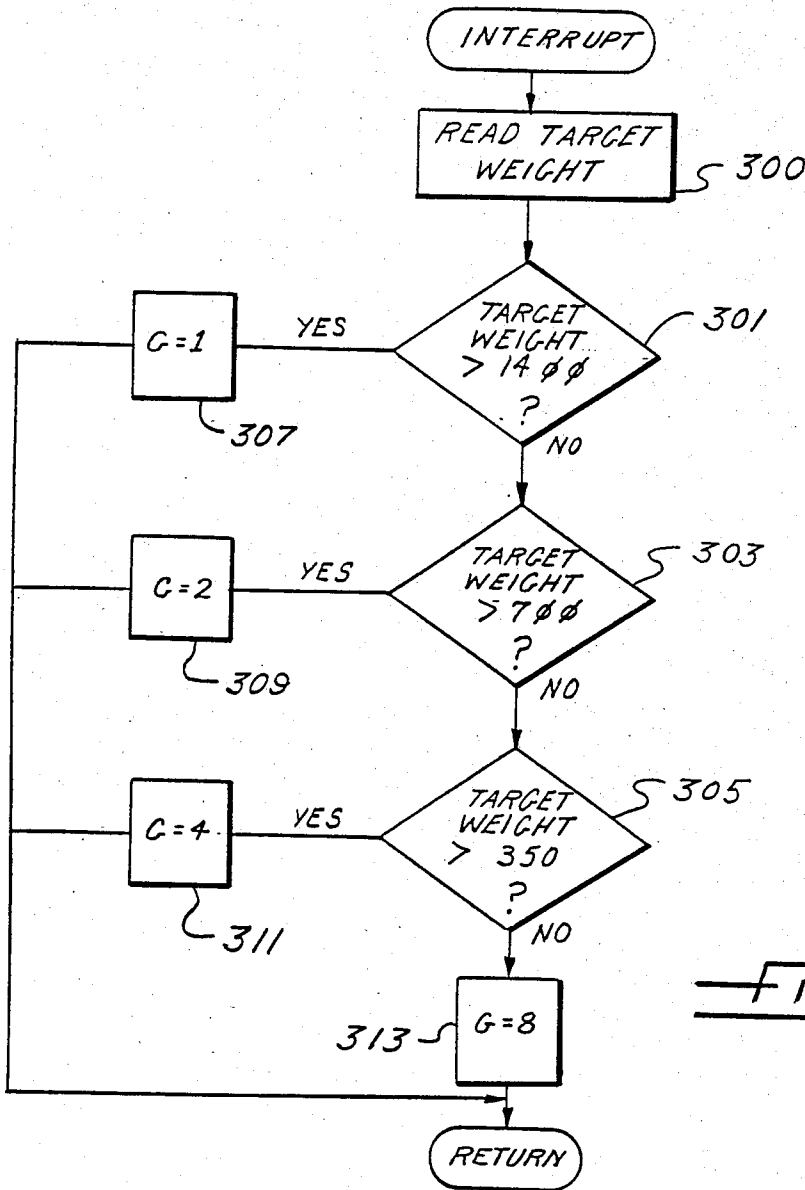 INTERRUPT
READ TARGET
WEIGHT
300
TARGET
WEIGHT
> 14ØØ
?
301
YES
G=1
307
NO
TARGET
WEIGHT
> 7ØØ
?
303
YES
G=2
309
NO
TARGET
WEIGHT
> 350
?
305
YES
G=4
311
NO
G=8
313
RETURN